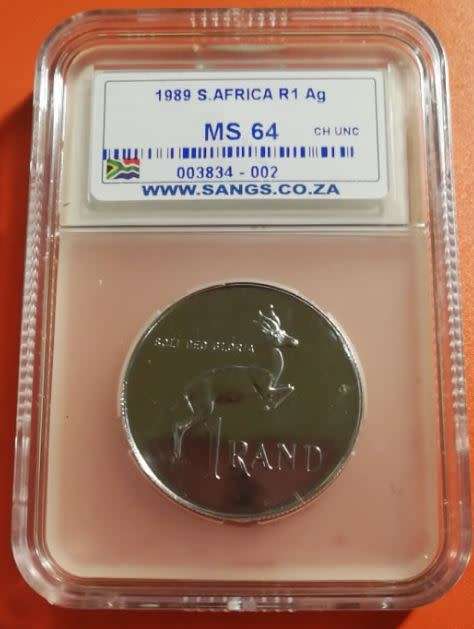 1989 S.AFRICA R1 Ag
MS 64 CH UNC
003834 - 002
WWW.SANGS.CO.ZA
SOLI DEO GLORIA
1 RAND